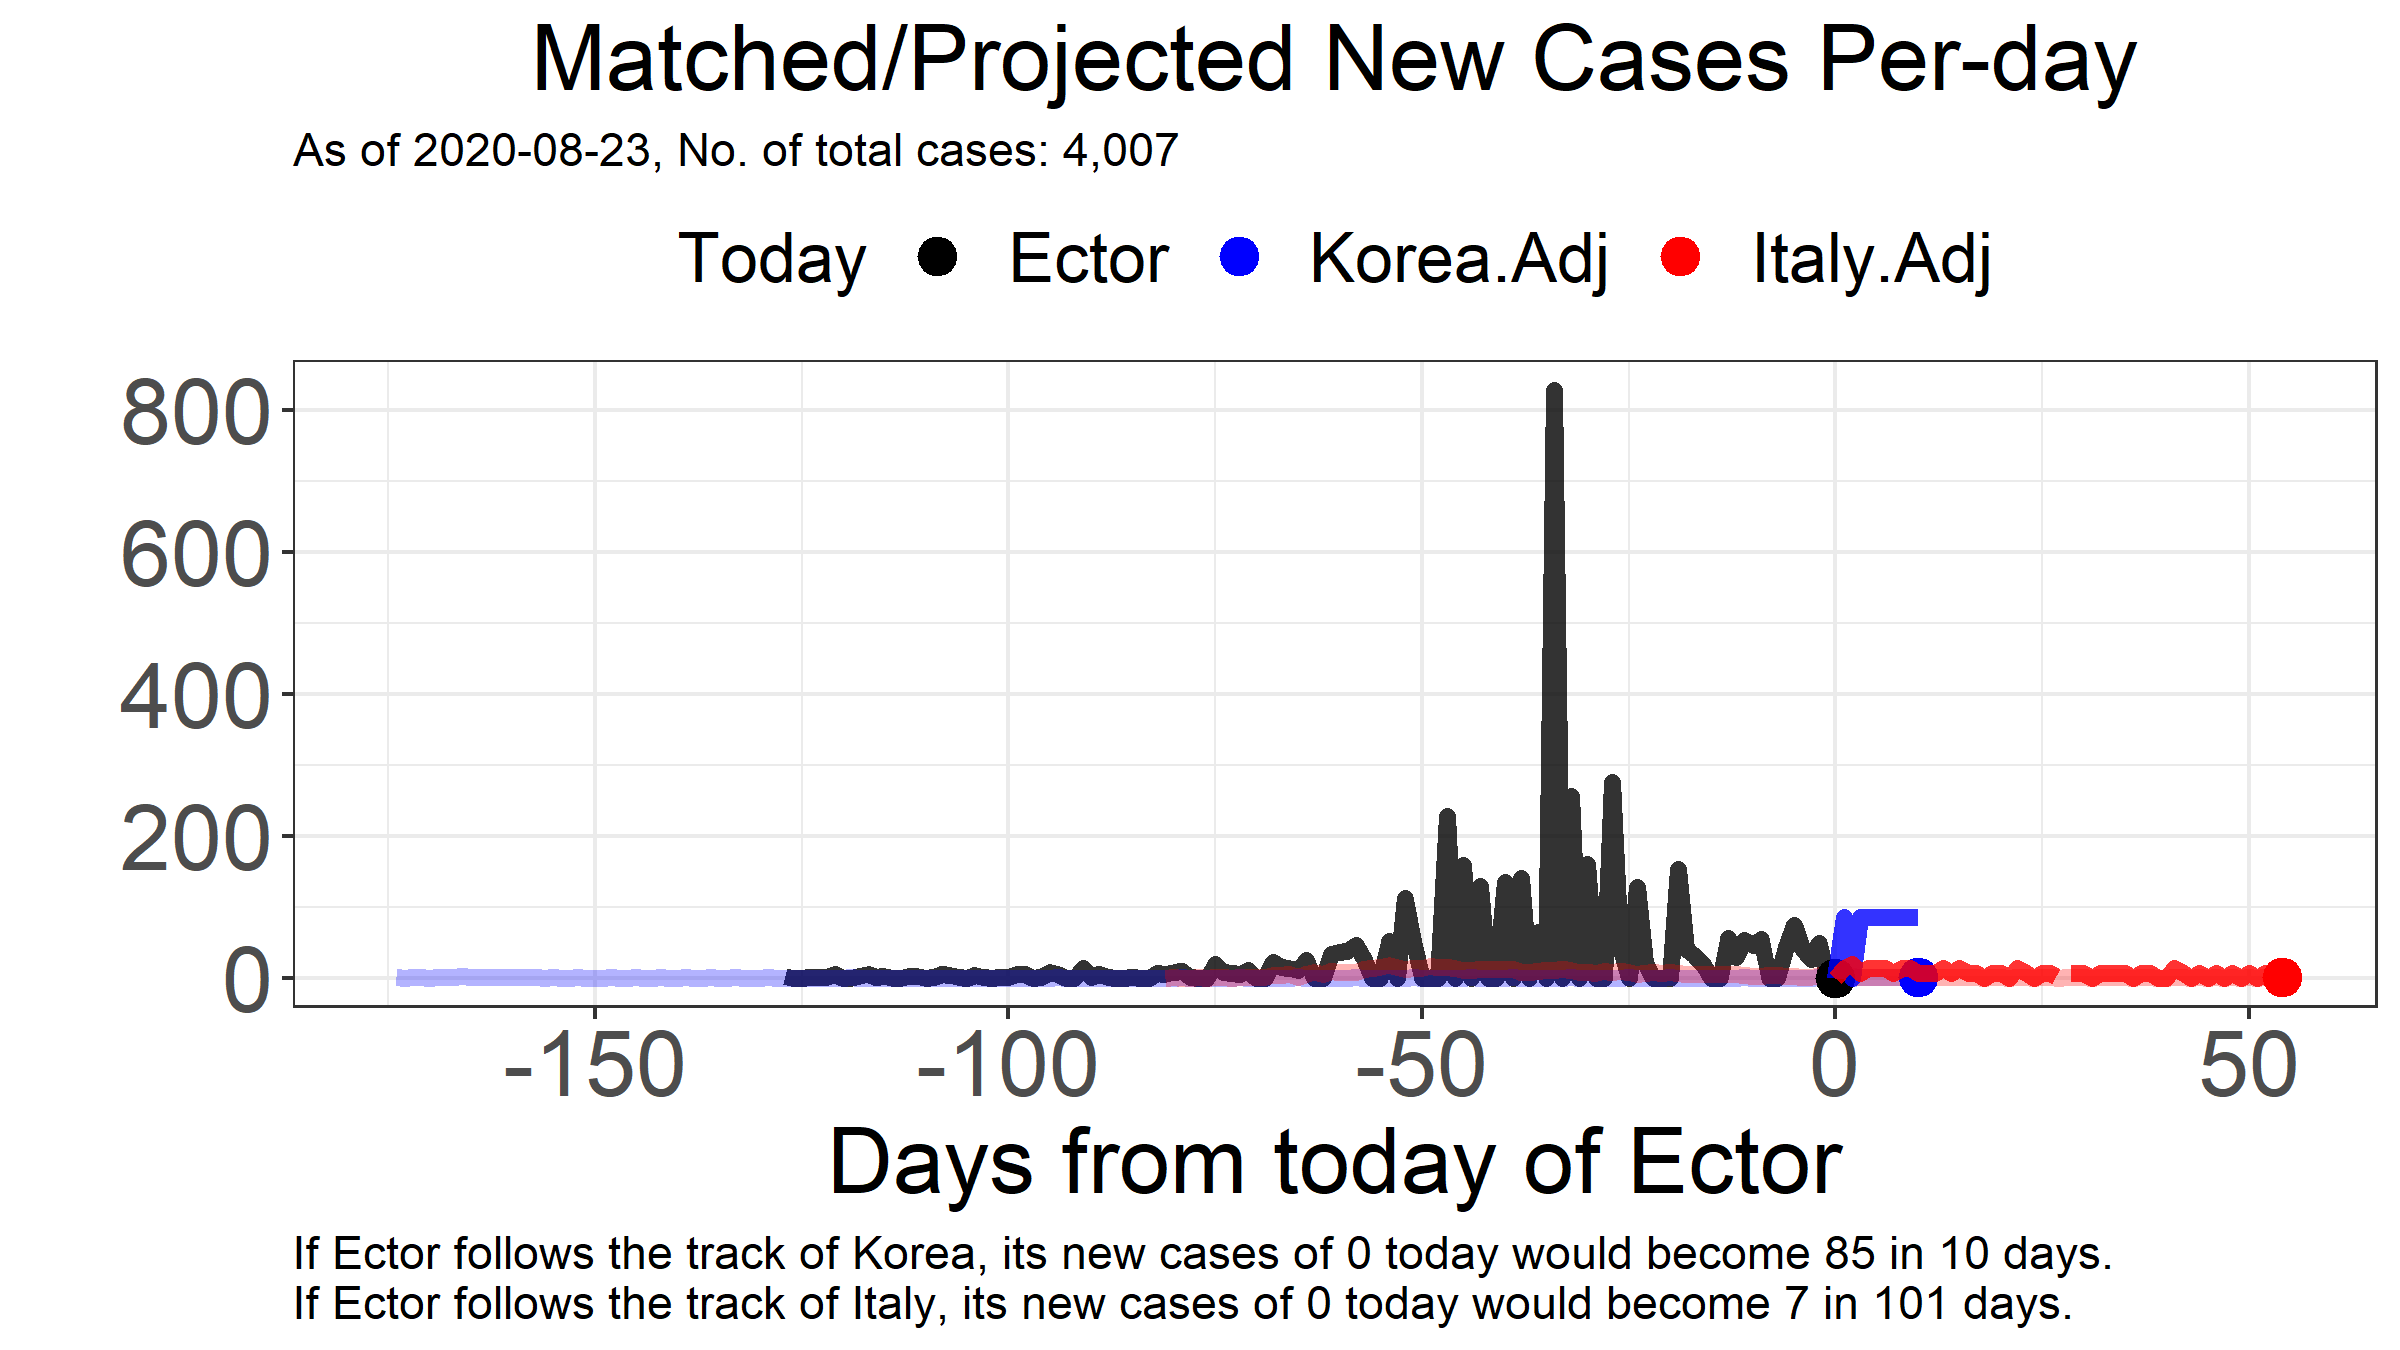 Matched/Projected New Cases Per-day
As of 2020-08-23, No. of total cases: 4,007
Today Ector Korea.Adj Italy.Adj
800
600
400
200
0
-150 -100 -50 0 50
Days from today of Ector
If Ector follows the track of Korea, its new cases of 0 today would become 85 in 10 days.
If Ector follows the track of Italy, its new cases of 0 today would become 7 in 101 days.